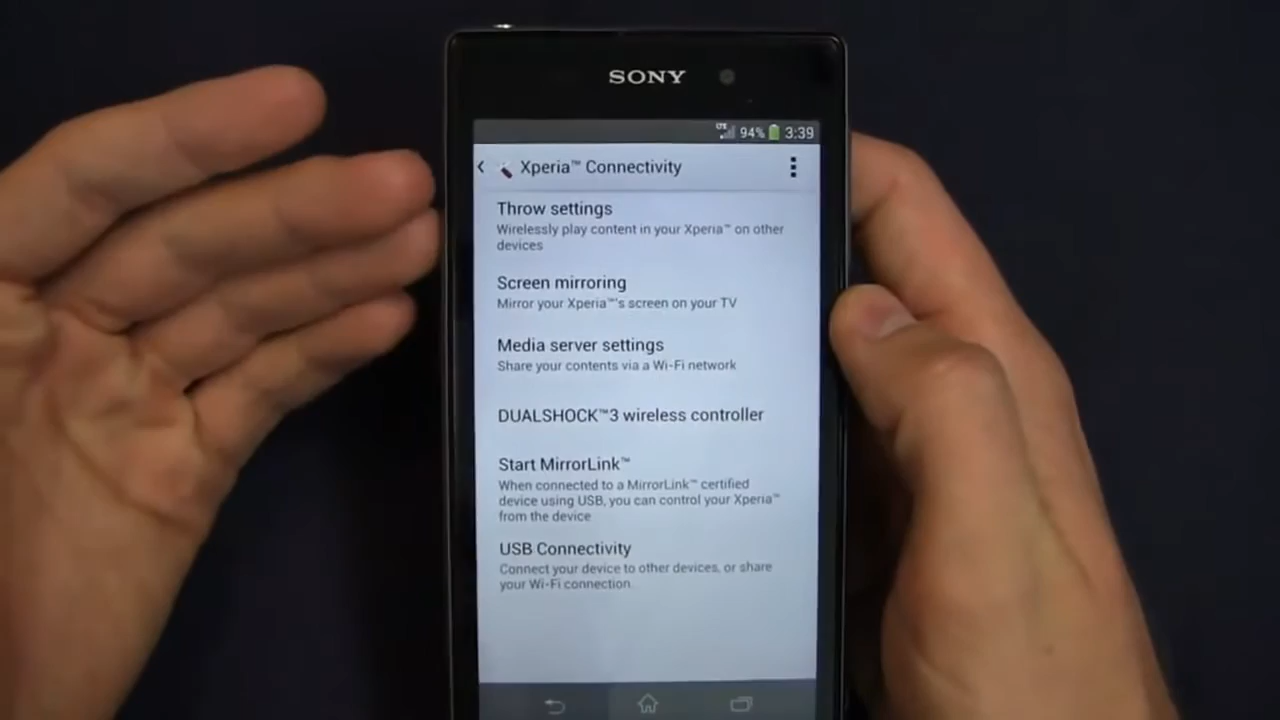 SONY
LTE 94% 3:39
Xperia™ Connectivity
Throw settings
Wirelessly play content in your Xperia™ on other
devices
Screen mirroring
Mirror your Xperia™'s screen on your TV
Media server settings
Share your contents via a Wi-Fi network
DUALSHOCK™3 wireless controller
Start MirrorLink™
When connected to a MirrorLink™ certified
device using USB, you can control your Xperia™
from the device
USB Connectivity
Connect your device to other devices, or share
your Wi-Fi connection.